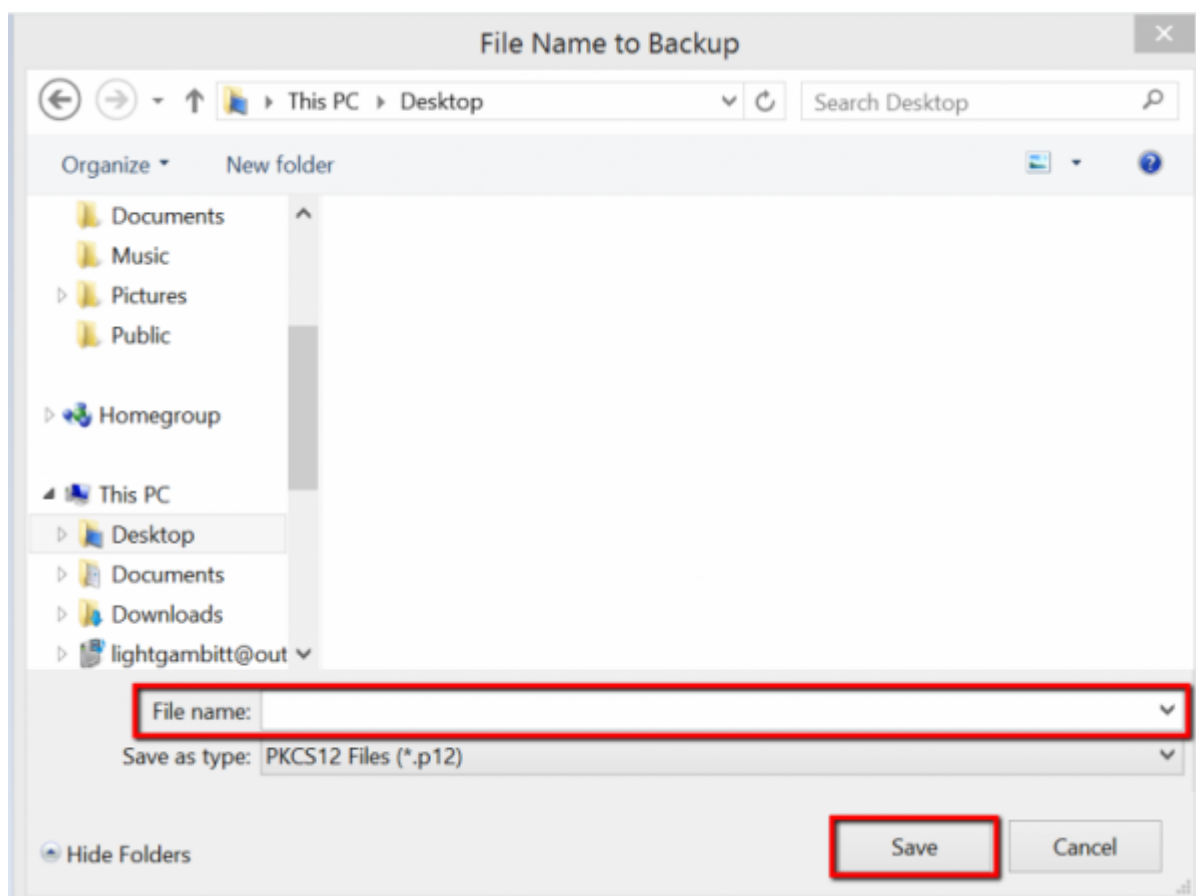 File Name to Backup
This PC Desktop Search Desktop
Organize New folder
Documents
Music
Pictures
Public
Homegroup
This PC
Desktop
Documents
Downloads
lightgambitt@out
File name:
Save as type: PKCS12 Files (*.p12)
Hide Folders Save Cancel